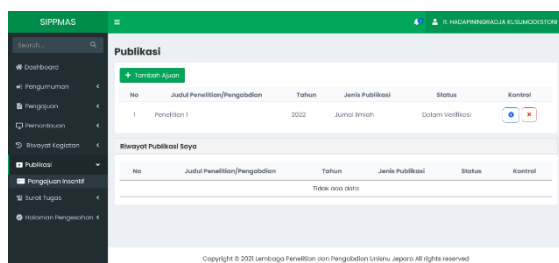 SIPPMAS
Search...
Dashboard
Pengumuman
Pengajuan
Pemantauan
Riwayat Kegiatan
Publikasi
Pengajuan Insentif
Surat Tugas
Halaman Pengesahan
Publikasi
+ Tambah Ajuan
No Judul Penelitian/Pengabdian Tahun Jenis Publikasi Status Kontrol
1 Penelitian 1 2022 Jurnal Ilmiah Dalam Verifikasi
Riwayat Publikasi Saya
No Judul Penelitian/Pengabdian Tahun Jenis Publikasi Status Kontrol
Tidak ada data
Copyright © 2021 Lembaga Penelitian dan Pengabdian Unisnu Jepara All rights reserved